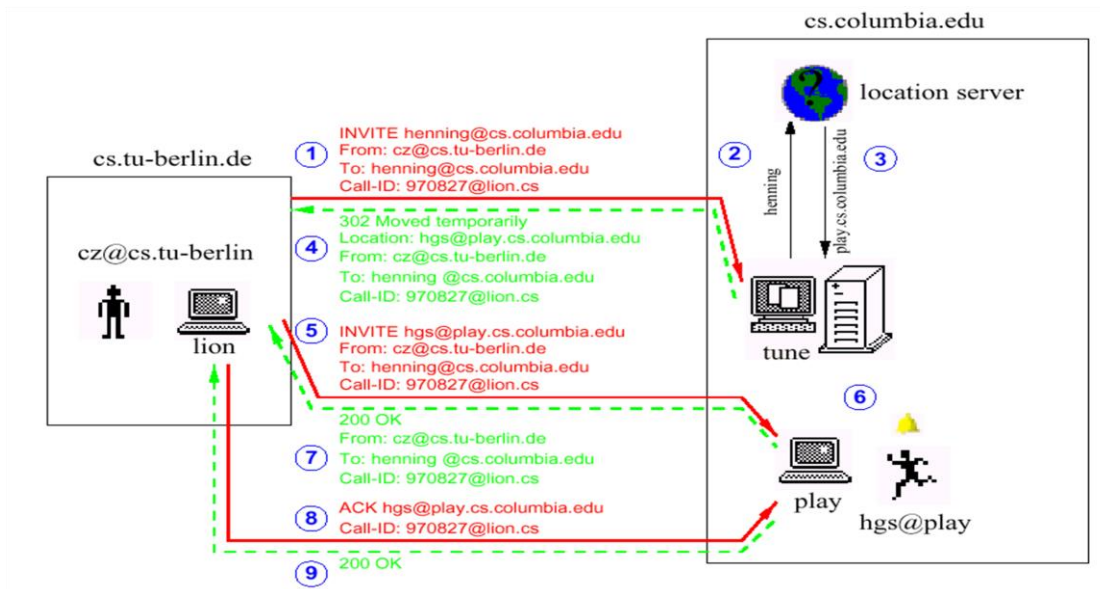 cs.columbia.edu
?
location server
cs.tu-berlin.de
1
INVITE henning@cs.columbia.edu
From: cz@cs.tu-berlin.de
To: henning@cs.columbia.edu
Call-ID: 970827@lion.cs
2
3
henning
play.cs.columbia.edu
4
302 Moved temporarily
Location: hgs@play.cs.columbia.edu
From: cz@cs.tu-berlin.de
To: henning @cs.columbia.edu
Call-ID: 970827@lion.cs
cz@cs.tu-berlin
lion
tune
5
INVITE hgs@play.cs.columbia.edu
From: cz@cs.tu-berlin.de
To: henning@cs.columbia.edu
Call-ID: 970827@lion.cs
6
7
200 OK
From: cz@cs.tu-berlin.de
To: henning @cs.columbia.edu
Call-ID: 970827@lion.cs
play
hgs@play
8
ACK hgs@play.cs.columbia.edu
Call-ID: 970827@lion.cs
9
200 OK